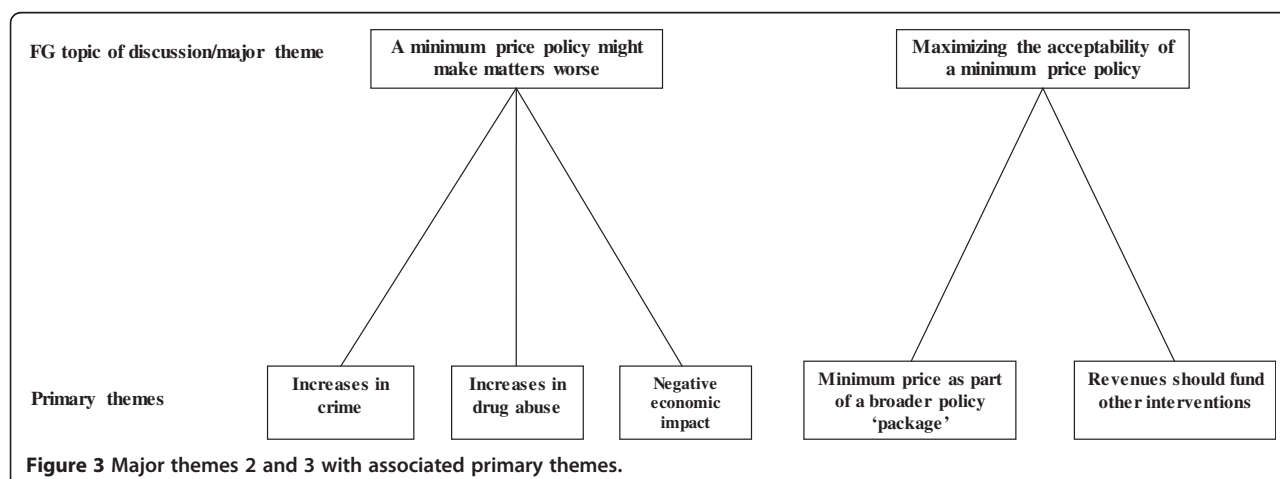 FG topic of discussion/major theme
A minimum price policy might
make matters worse
Maximizing the acceptability of
a minimum price policy
Primary themes
Increases in
crime
Increases in
drug abuse
Negative
economic
impact
Minimum price as part
of a broader policy
‘package’
Revenues should fund
other interventions
Figure 3 Major themes 2 and 3 with associated primary themes.